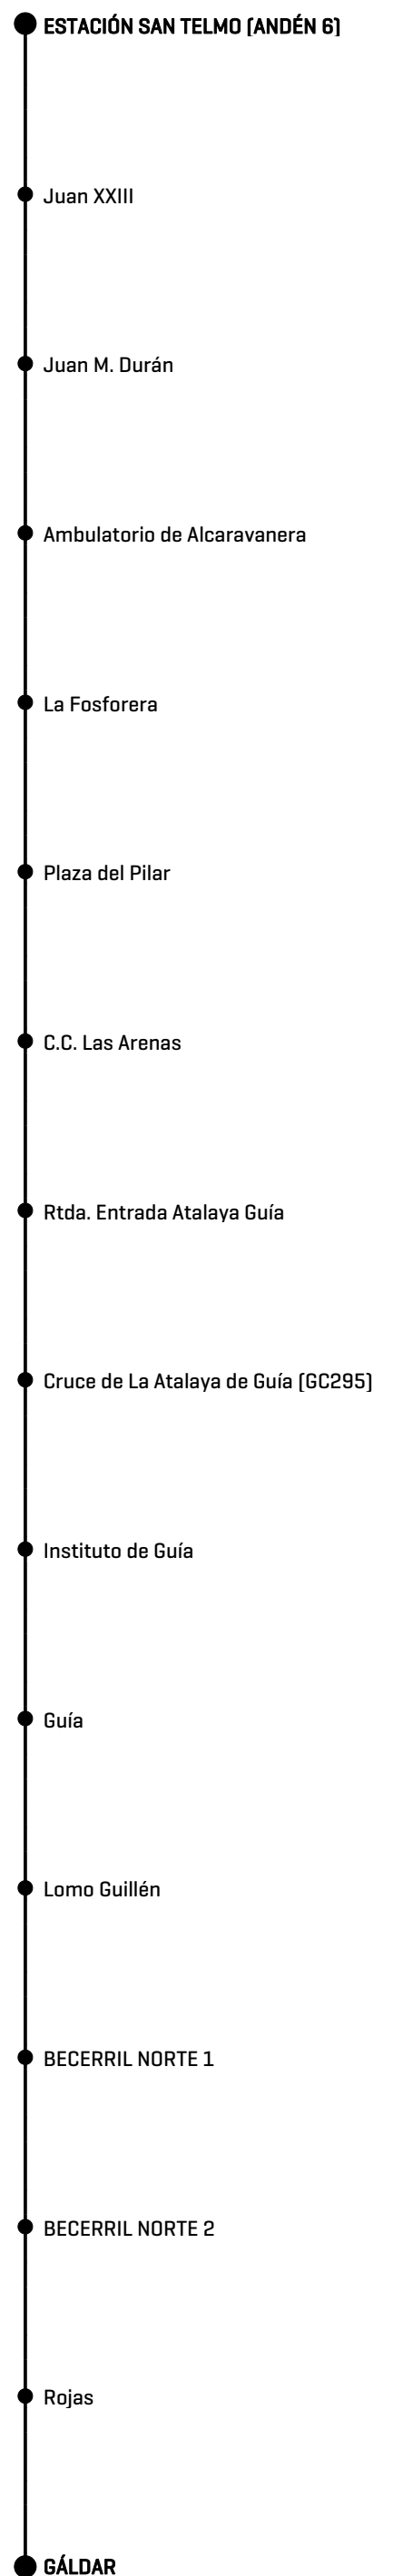 ESTACIÓN SAN TELMO (ANDÉN 6)
Juan XXIII
Juan M. Durán
Ambulatorio de Alcaravanera
La Fosforera
Plaza del Pilar
C.C. Las Arenas
Rtda. Entrada Atalaya Guía
Cruce de La Atalaya de Guía (GC295)
Instituto de Guía
Guía
Lomo Guillén
BECERRIL NORTE 1
BECERRIL NORTE 2
Rojas
GÁLDAR